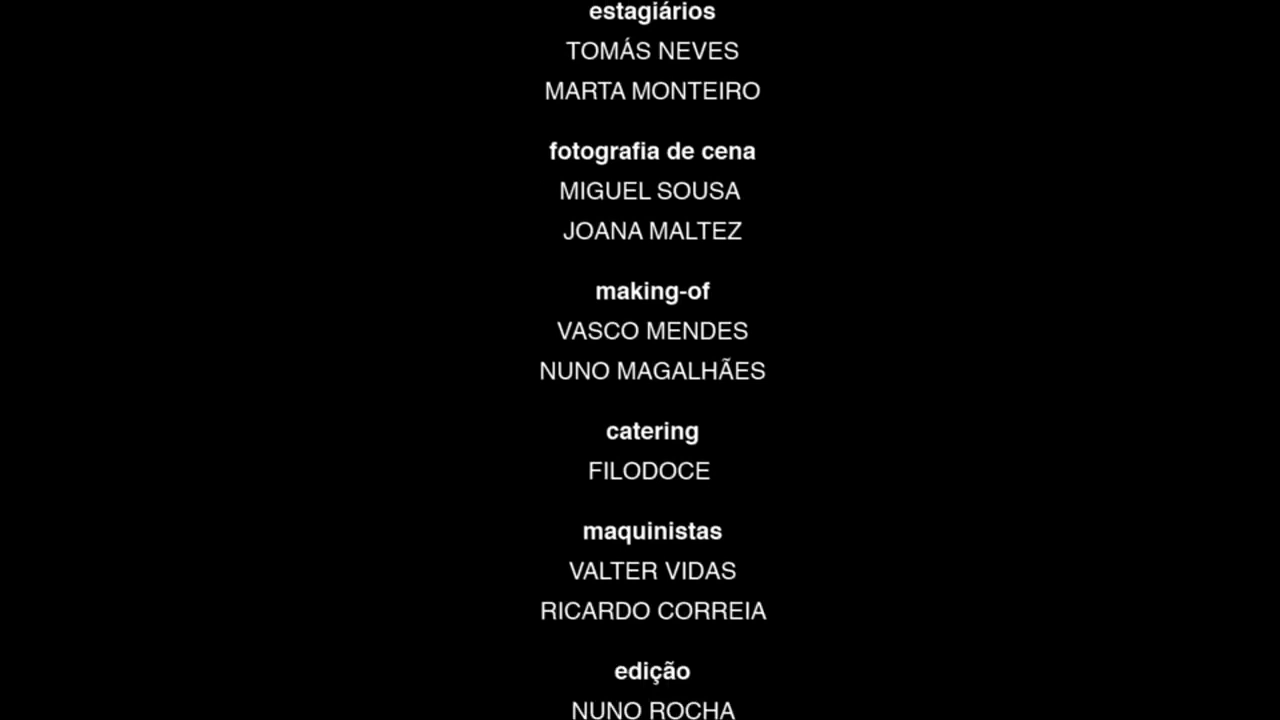 estagiários
TOMÁS NEVES
MARTA MONTEIRO
fotografia de cena
MIGUEL SOUSA
JOANA MALTEZ
making-of
VASCO MENDES
NUNO MAGALHÃES
catering
FILODOCE
maquinistas
VALTER VIDAS
RICARDO CORREIA
edição
NUNO ROCHA